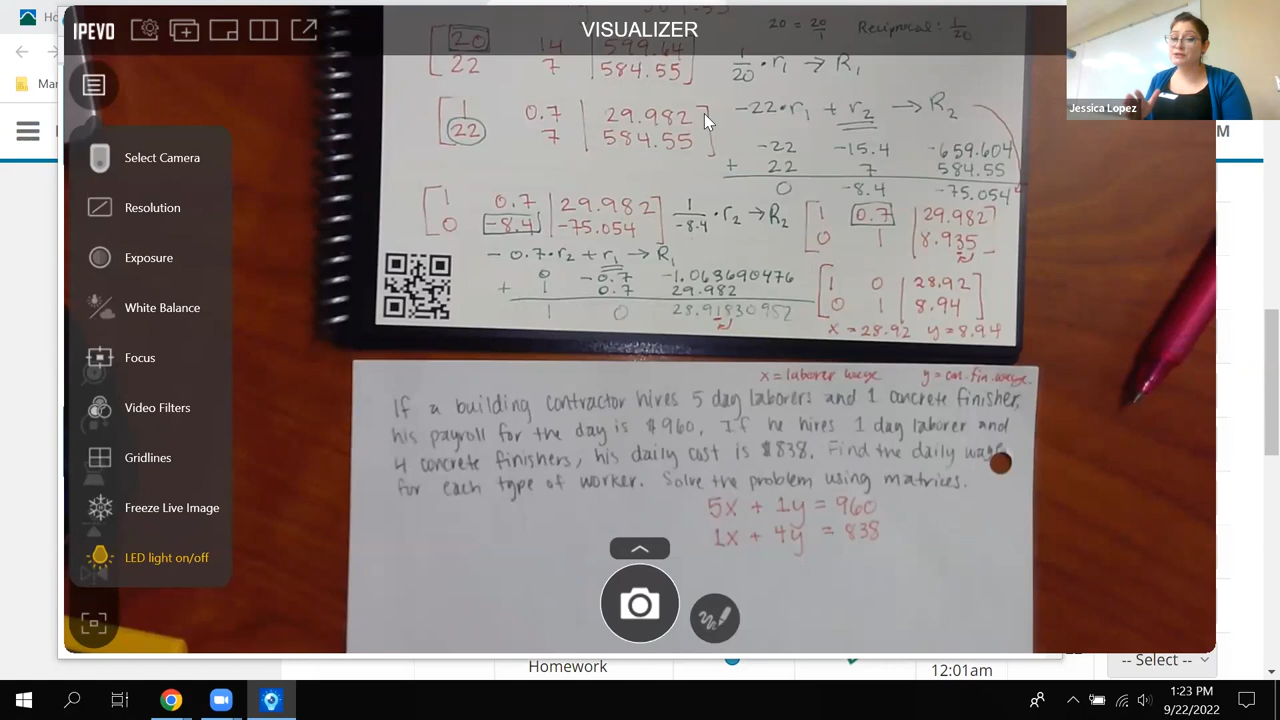 IPEVO
VISUALIZER
Jessica Lopez
20 = 20/1 Reciprocal: 1/20
[20 14 | 599.64]
[22 7 | 584.55]
1/20 · r₁ → R₁
[1 0.7 | 29.982]
[22 7 | 584.55]
-22·r₁ + r₂ → R₂
-22 -15.4 -659.604
+ 22 7 584.55
0 -8.4 -75.054
[1 0.7 | 29.982]
[0 -8.4 | -75.054]
1/-8.4 · r₂ → R₂
[1 0.7 | 29.982]
[0 1 | 8.935]
-0.7·r₂ + r₁ → R₁
0 -0.7 -1.063690476
+ 1 0.7 29.982
1 0 28.91830952
[1 0 | 28.92]
[0 1 | 8.94]
x = 28.92 y = 8.94
x = laborer wage y = con. fin. wage.
If a building contractor hires 5 day laborers and 1 concrete finisher,
his payroll for the day is $960. If he hires 1 day laborer and
4 concrete finishers, his daily cost is $838. Find the daily wage
for each type of worker. Solve the problem using matrices.
5x + 1y = 960
1x + 4y = 838
Select Camera
Resolution
Exposure
White Balance
Focus
Video Filters
Gridlines
Freeze Live Image
LED light on/off
Homework
12:01am
-- Select --
1:23 PM
9/22/2022